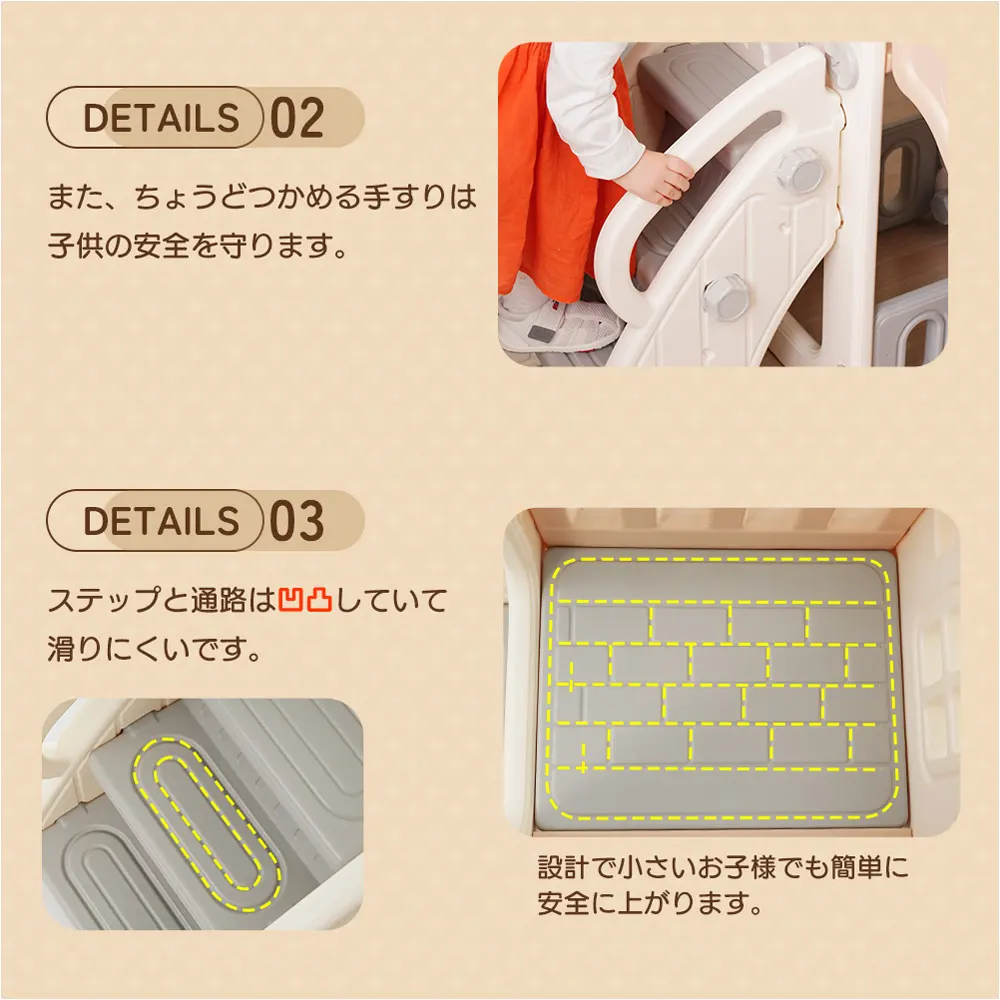 DETAILS 02
また、ちょうどつかめる手すりは
子供の安全を守ります。
DETAILS 03
ステップと通路は凹凸していて
滑りにくいです。
設計で小さいお子様でも簡単に
安全に上がります。